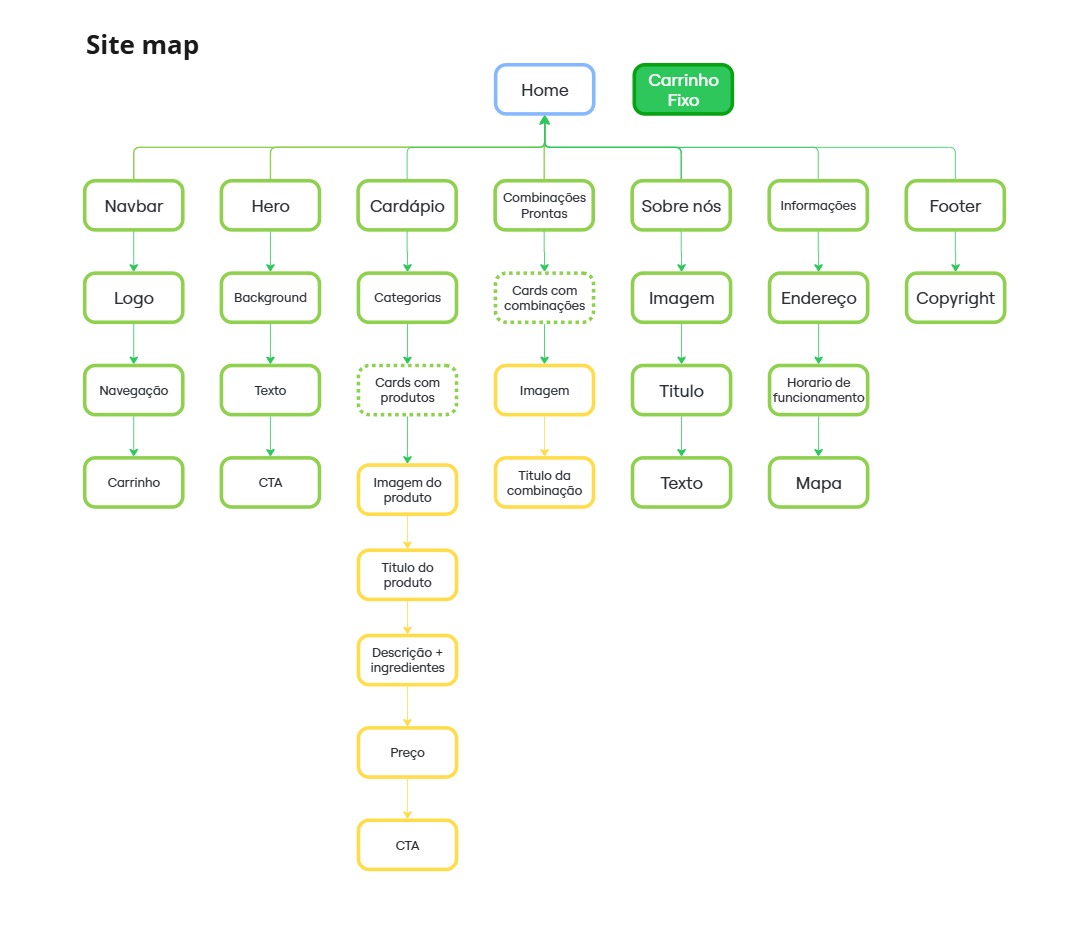 Site map
Home
Carrinho
Fixo
Navbar
Hero
Cardápio
Combinações
Prontas
Sobre nós
Informações
Footer
Logo
Background
Categorias
Cards com
combinações
Imagem
Endereço
Copyright
Navegação
Texto
Cards com
produtos
Imagem
Titulo
Horario de
funcionamento
Carrinho
CTA
Imagem do
produto
Titulo da
combinação
Texto
Mapa
Titulo do
produto
Descrição +
ingredientes
Preço
CTA